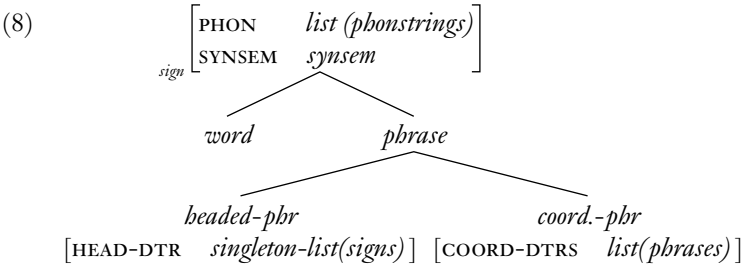 (8) PHON list (phonstrings)
SYNSEM synsem
sign
word phrase
headed-phr coord.-phr
[HEAD-DTR singleton-list(signs)] [COORD-DTRS list(phrases)]